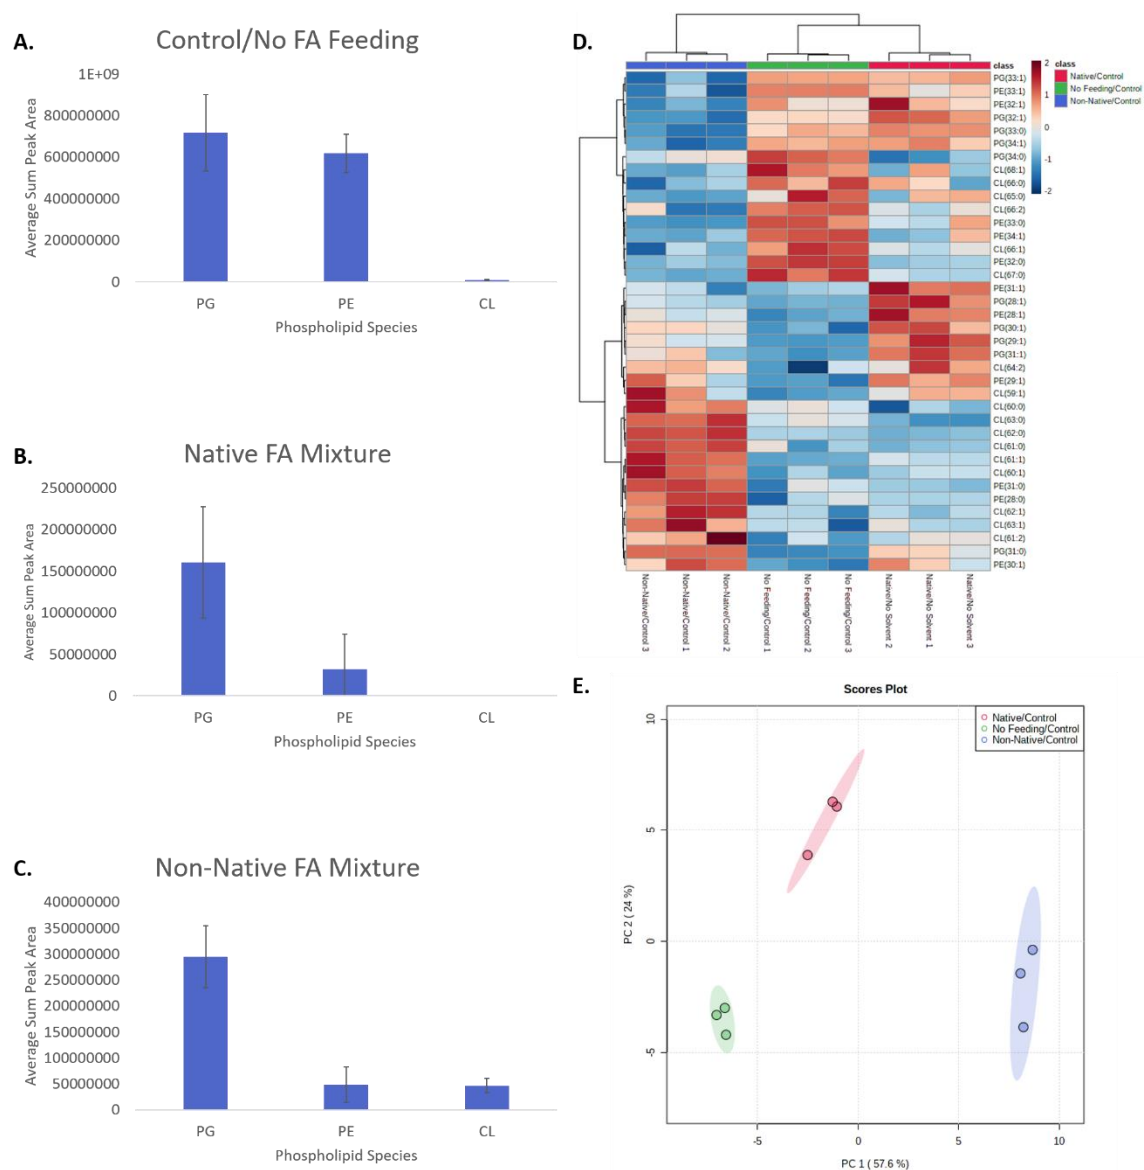 A.
Control/No FA Feeding
1E+09
800000000
600000000
400000000
200000000
0
Average Sum Peak Area
PG PE CL
Phospholipid Species
B.
Native FA Mixture
250000000
200000000
150000000
100000000
50000000
0
Average Sum Peak Area
PG PE CL
Phospholipid Species
C.
Non-Native FA Mixture
400000000
350000000
300000000
250000000
200000000
150000000
100000000
50000000
0
Average Sum Peak Area
PG PE CL
Phospholipid Species
D.
class
PG(33:1)
PE(33:1)
PE(32:1)
PG(32:1)
PG(33:0)
PG(34:1)
PG(34:0)
CL(68:1)
CL(66:0)
CL(65:0)
CL(66:2)
PE(33:0)
PE(34:1)
CL(66:1)
PE(32:0)
CL(67:0)
PE(31:1)
PG(28:1)
PE(28:1)
PG(30:1)
PG(29:1)
PG(31:1)
CL(64:2)
PE(29:1)
CL(59:1)
CL(60:0)
CL(63:0)
CL(62:0)
CL(61:0)
CL(61:1)
CL(60:1)
PE(31:0)
PE(28:0)
CL(62:1)
CL(63:1)
CL(61:2)
PG(31:0)
PE(30:1)
2
1
0
-1
-2
class
Native/Control
No Feeding/Control
Non-Native/Control
Non-Native/Control 3
Non-Native/Control 1
Non-Native/Control 2
No Feeding/Control 1
No Feeding/Control 2
No Feeding/Control 3
Native/No Solvent 2
Native/No Solvent 1
Native/No Solvent 3
E.
Scores Plot
Native/Control
No Feeding/Control
Non-Native/Control
10
5
0
-5
PC 2 ( 24 %)
-5 0 5 10
PC 1 ( 57.6 %)